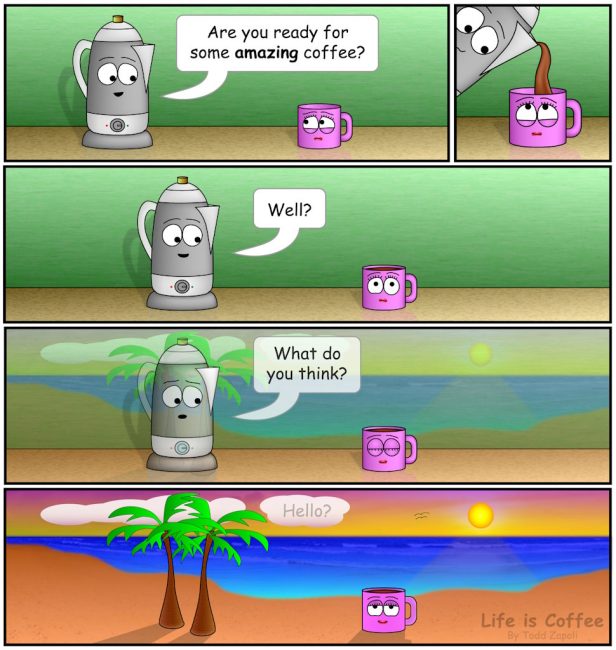 Are you ready for
some amazing coffee?
Well?
What do
you think?
Hello?
Life is Coffee
By Todd Zapoli